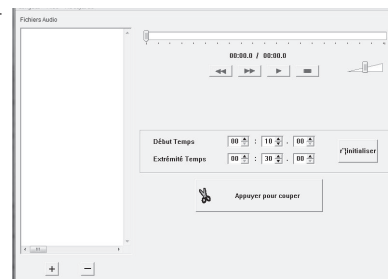 Fichiers Audio
00:00.0 / 00:00.0
Début Temps 00 : 10 . 00
Extrémité Temps 00 : 30 . 00
r'']initialiser
Appuyer pour couper
+ −